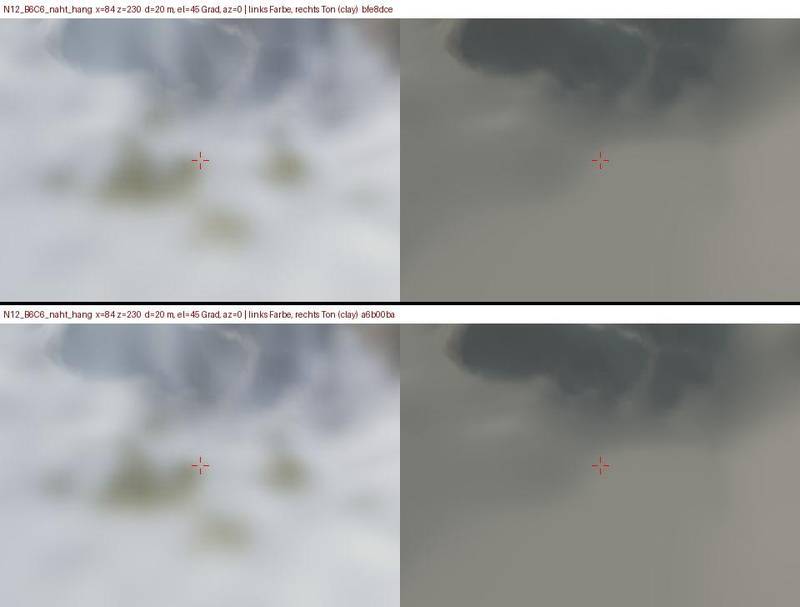 N12_B6C6_naht_hang x=84 z=230 d=20 m, el=45 Grad, az=0 | links Farbe, rechts Ton (clay) bfe8dce
N12_B6C6_naht_hang x=84 z=230 d=20 m, el=45 Grad, az=0 | links Farbe, rechts Ton (clay) a6b00ba